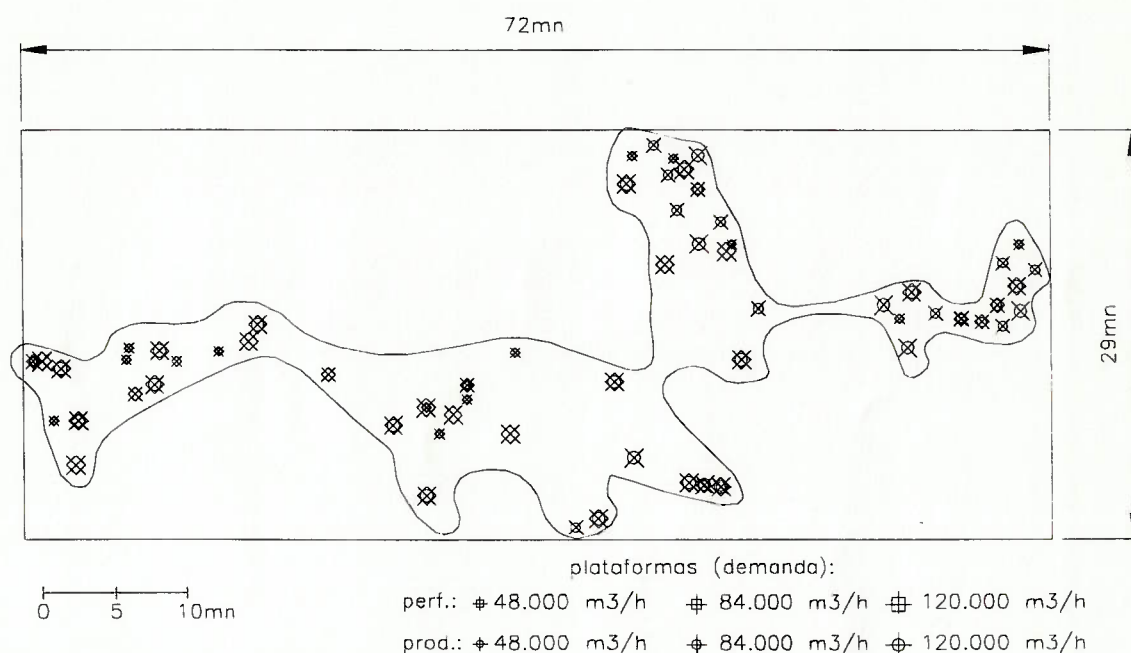 72mn
29mn
0 5 10mn
plataformas (demanda):
perf.: 48.000 m3/h 84.000 m3/h 120.000 m3/h
prod.: 48.000 m3/h 84.000 m3/h 120.000 m3/h